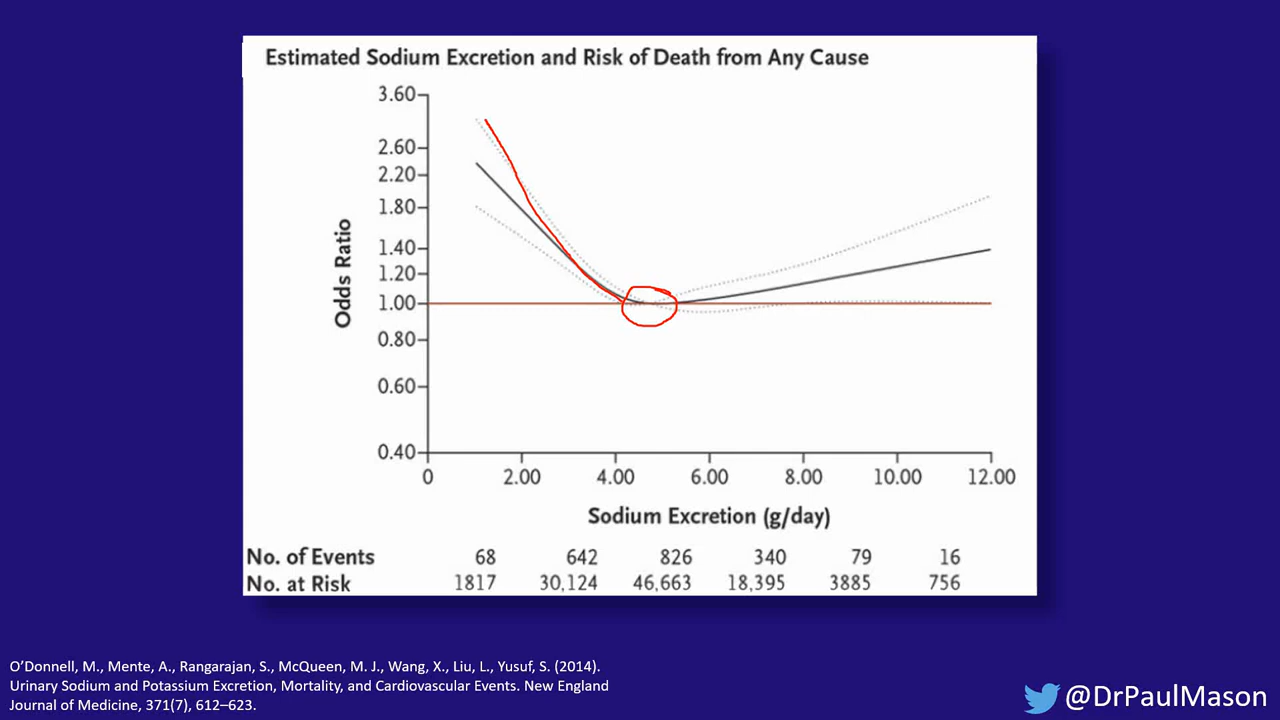 Estimated Sodium Excretion and Risk of Death from Any Cause
3.60
2.60
2.20
1.80
1.40
1.20
1.00
0.80
0.60
0.40
Odds Ratio
0 2.00 4.00 6.00 8.00 10.00 12.00
Sodium Excretion (g/day)
No. of Events 68 642 826 340 79 16
No. at Risk 1817 30,124 46,663 18,395 3885 756
O’Donnell, M., Mente, A., Rangarajan, S., McQueen, M. J., Wang, X., Liu, L., Yusuf, S. (2014).
Urinary Sodium and Potassium Excretion, Mortality, and Cardiovascular Events. New England
Journal of Medicine, 371(7), 612–623.
@DrPaulMason